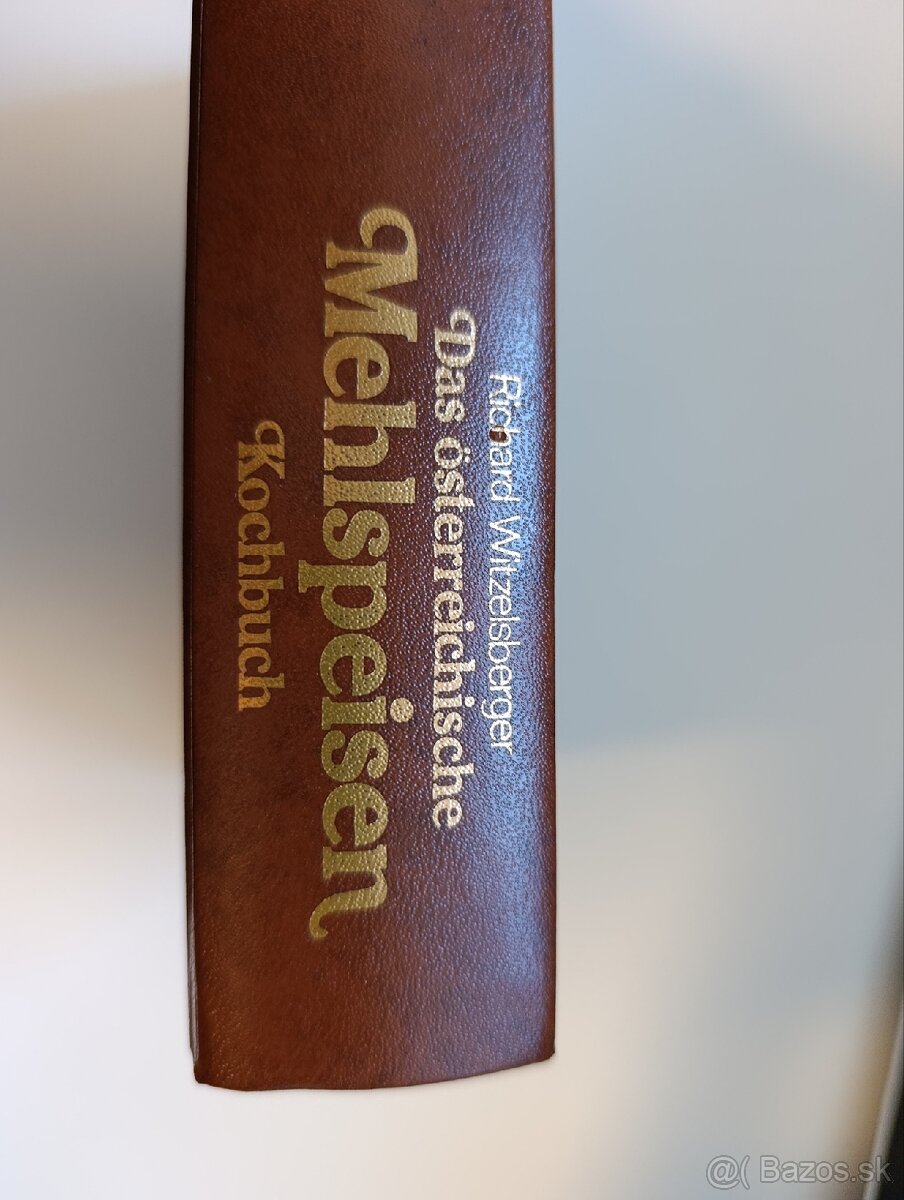 Richard Witzelsberger
Das österreichische
Mehlspeisen
Kochbuch
@( Bazos.sk